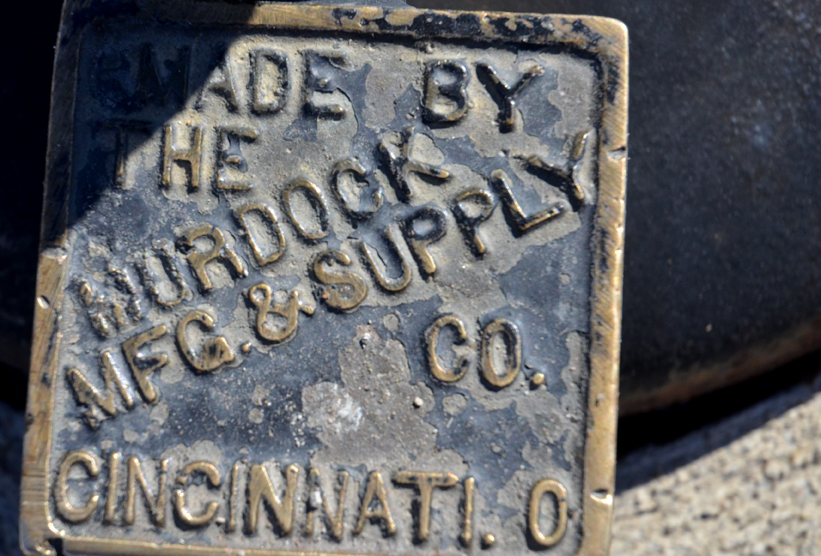 MADE BY
THE
MURDOCK
MFG. & SUPPLY
CO.
CINCINNATI. O